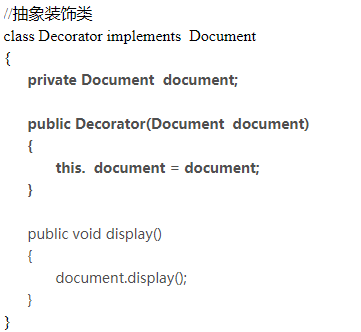 //抽象装饰类
class Decorator implements  Document
{
private Document  document;
public Decorator(Document  document)
{
this.  document = document;
}
public void display()
{
document.display();
}
}